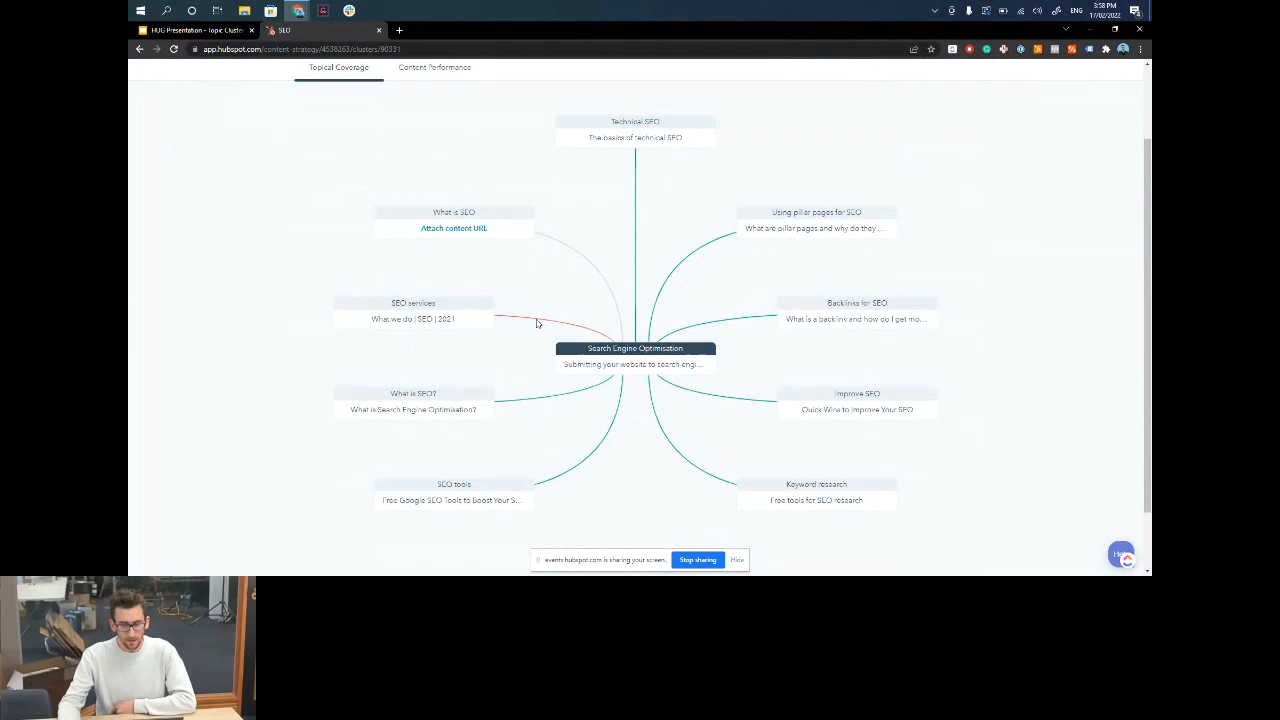 3:58 PM
ENG
17/02/2022
4
HUG Presentation - Topic Cluste
SEO
app.hubspot.com/content-strategy/4538263/clusters/90331
Topical Coverage
Content Performance
Technical SEO
The basics of technical SEO
What is SEO
Attach content URL
Using pillar pages for SEO
What are pillar pages and why do they ...
SEO services
What we do | SEO | 2021
Backlinks for SEO
What is a backlink and how do I get mo...
Search Engine Optimisation
Submitting your website to search engi...
What is SEO?
What is Search Engine Optimisation?
Improve SEO
Quick Wins to Improve Your SEO
SEO tools
Free Google SEO Tools to Boost Your S...
Keyword research
Free tools for SEO research
events.hubspot.com is sharing your screen.
Stop sharing
Hide